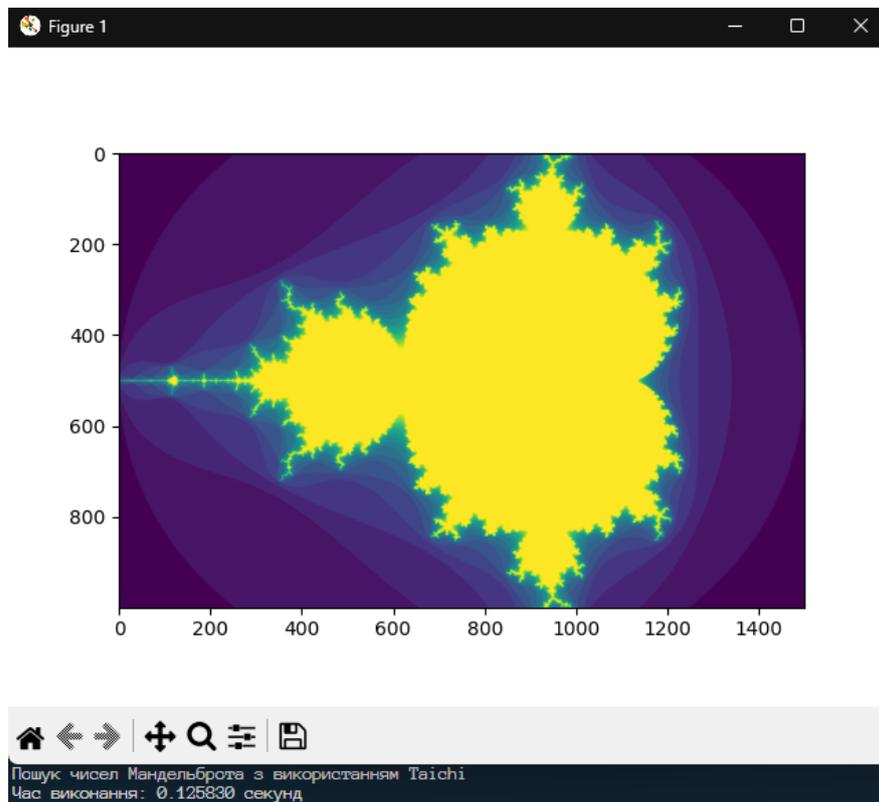 Figure 1
0
200
400
600
800
0 200 400 600 800 1000 1200 1400
Пошук чисел Мандельброта з використанням Taichi
Час виконання: 0.125830 секунд